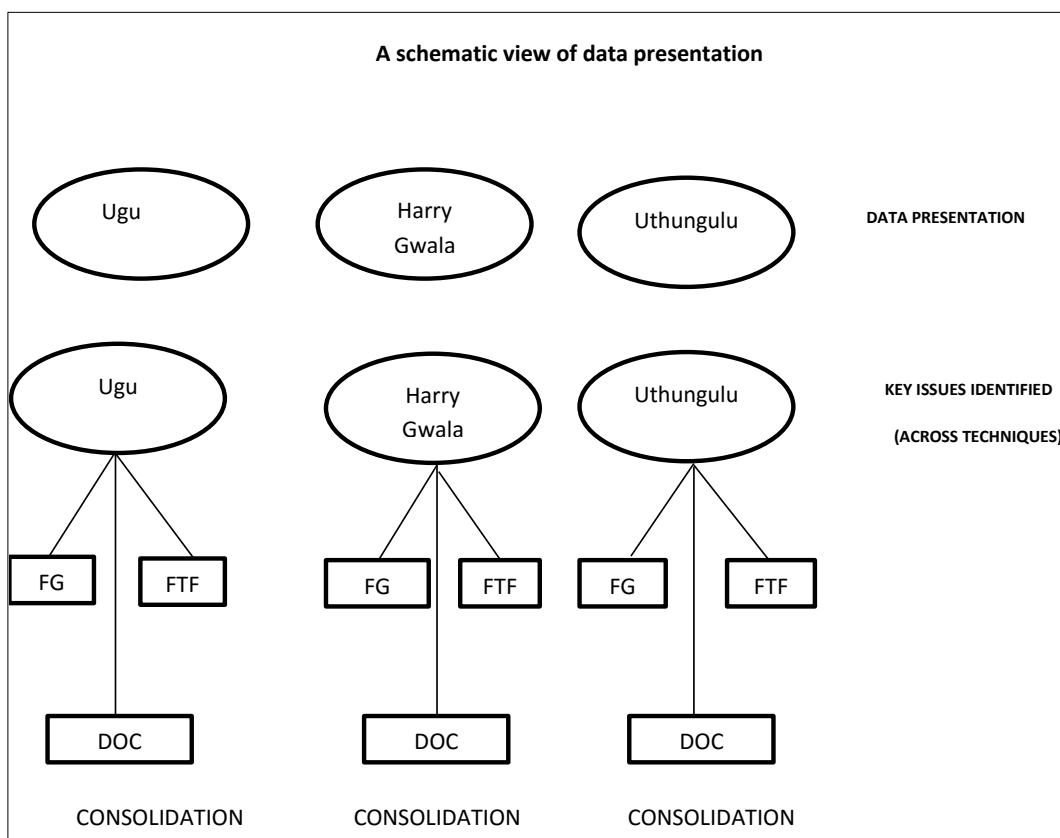 A schematic view of data presentation
Ugu
Harry
Gwala
Uthungulu
DATA PRESENTATION
Ugu
Harry
Gwala
Uthungulu
KEY ISSUES IDENTIFIED
(ACROSS TECHNIQUES)
FG
FTF
FG
FTF
FG
FTF
DOC
DOC
DOC
CONSOLIDATION
CONSOLIDATION
CONSOLIDATION